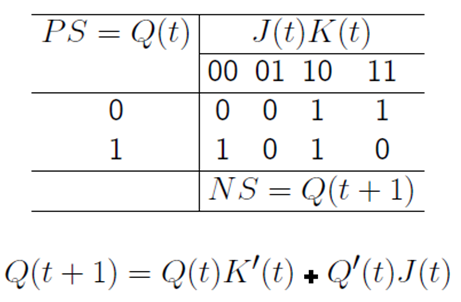 PS = Q(t) J(t)K(t)
00 01 10 11
0 0 0 1 1
1 1 0 1 0
NS = Q(t + 1)
Q(t + 1) = Q(t)K′(t) + Q′(t)J(t)